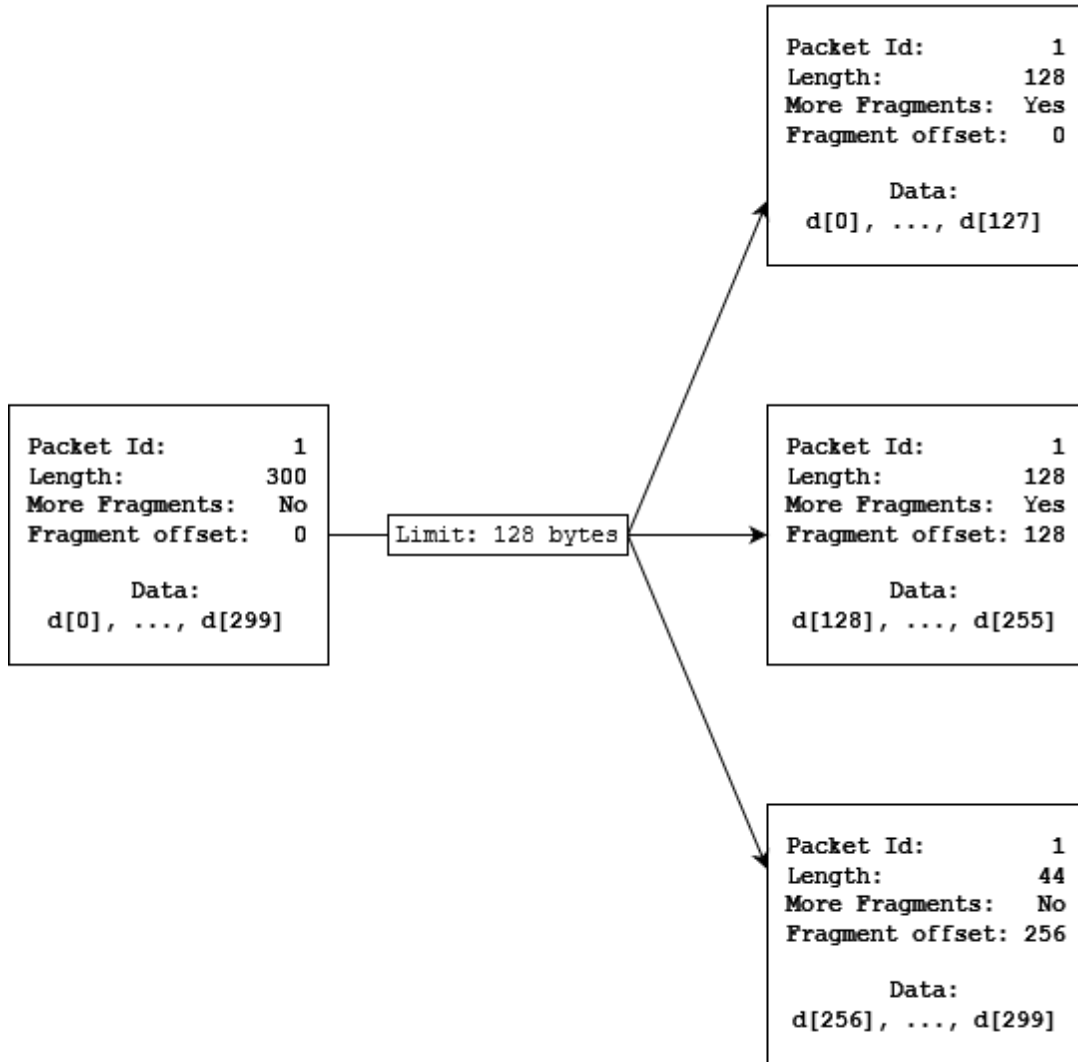 Packet Id: 1
Length: 300
More Fragments: No
Fragment offset: 0
Data:
d[0], ..., d[299]
Limit: 128 bytes
Packet Id: 1
Length: 128
More Fragments: Yes
Fragment offset: 0
Data:
d[0], ..., d[127]
Packet Id: 1
Length: 128
More Fragments: Yes
Fragment offset: 128
Data:
d[128], ..., d[255]
Packet Id: 1
Length: 44
More Fragments: No
Fragment offset: 256
Data:
d[256], ..., d[299]